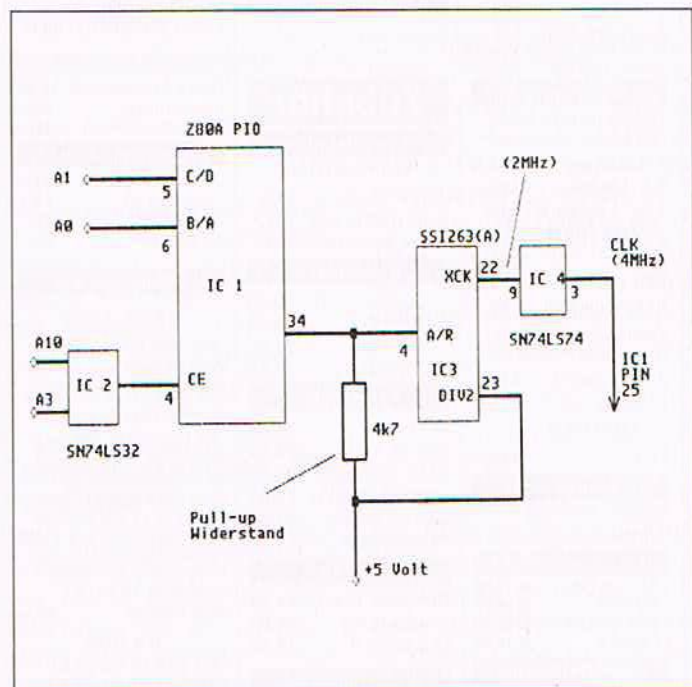 Z80A PIO
A1
5
C/D
A0
6
B/A
IC 1
34
A10
A3
IC 2
SN74LS32
4
CE
(2MHz)
SSI263(A)
XCK
22
9
IC 4
3
SN74LS74
CLK
(4MHz)
IC1
PIN
25
4
A/R
IC3
23
DIV2
4k7
Pull-up
Widerstand
+5 Volt